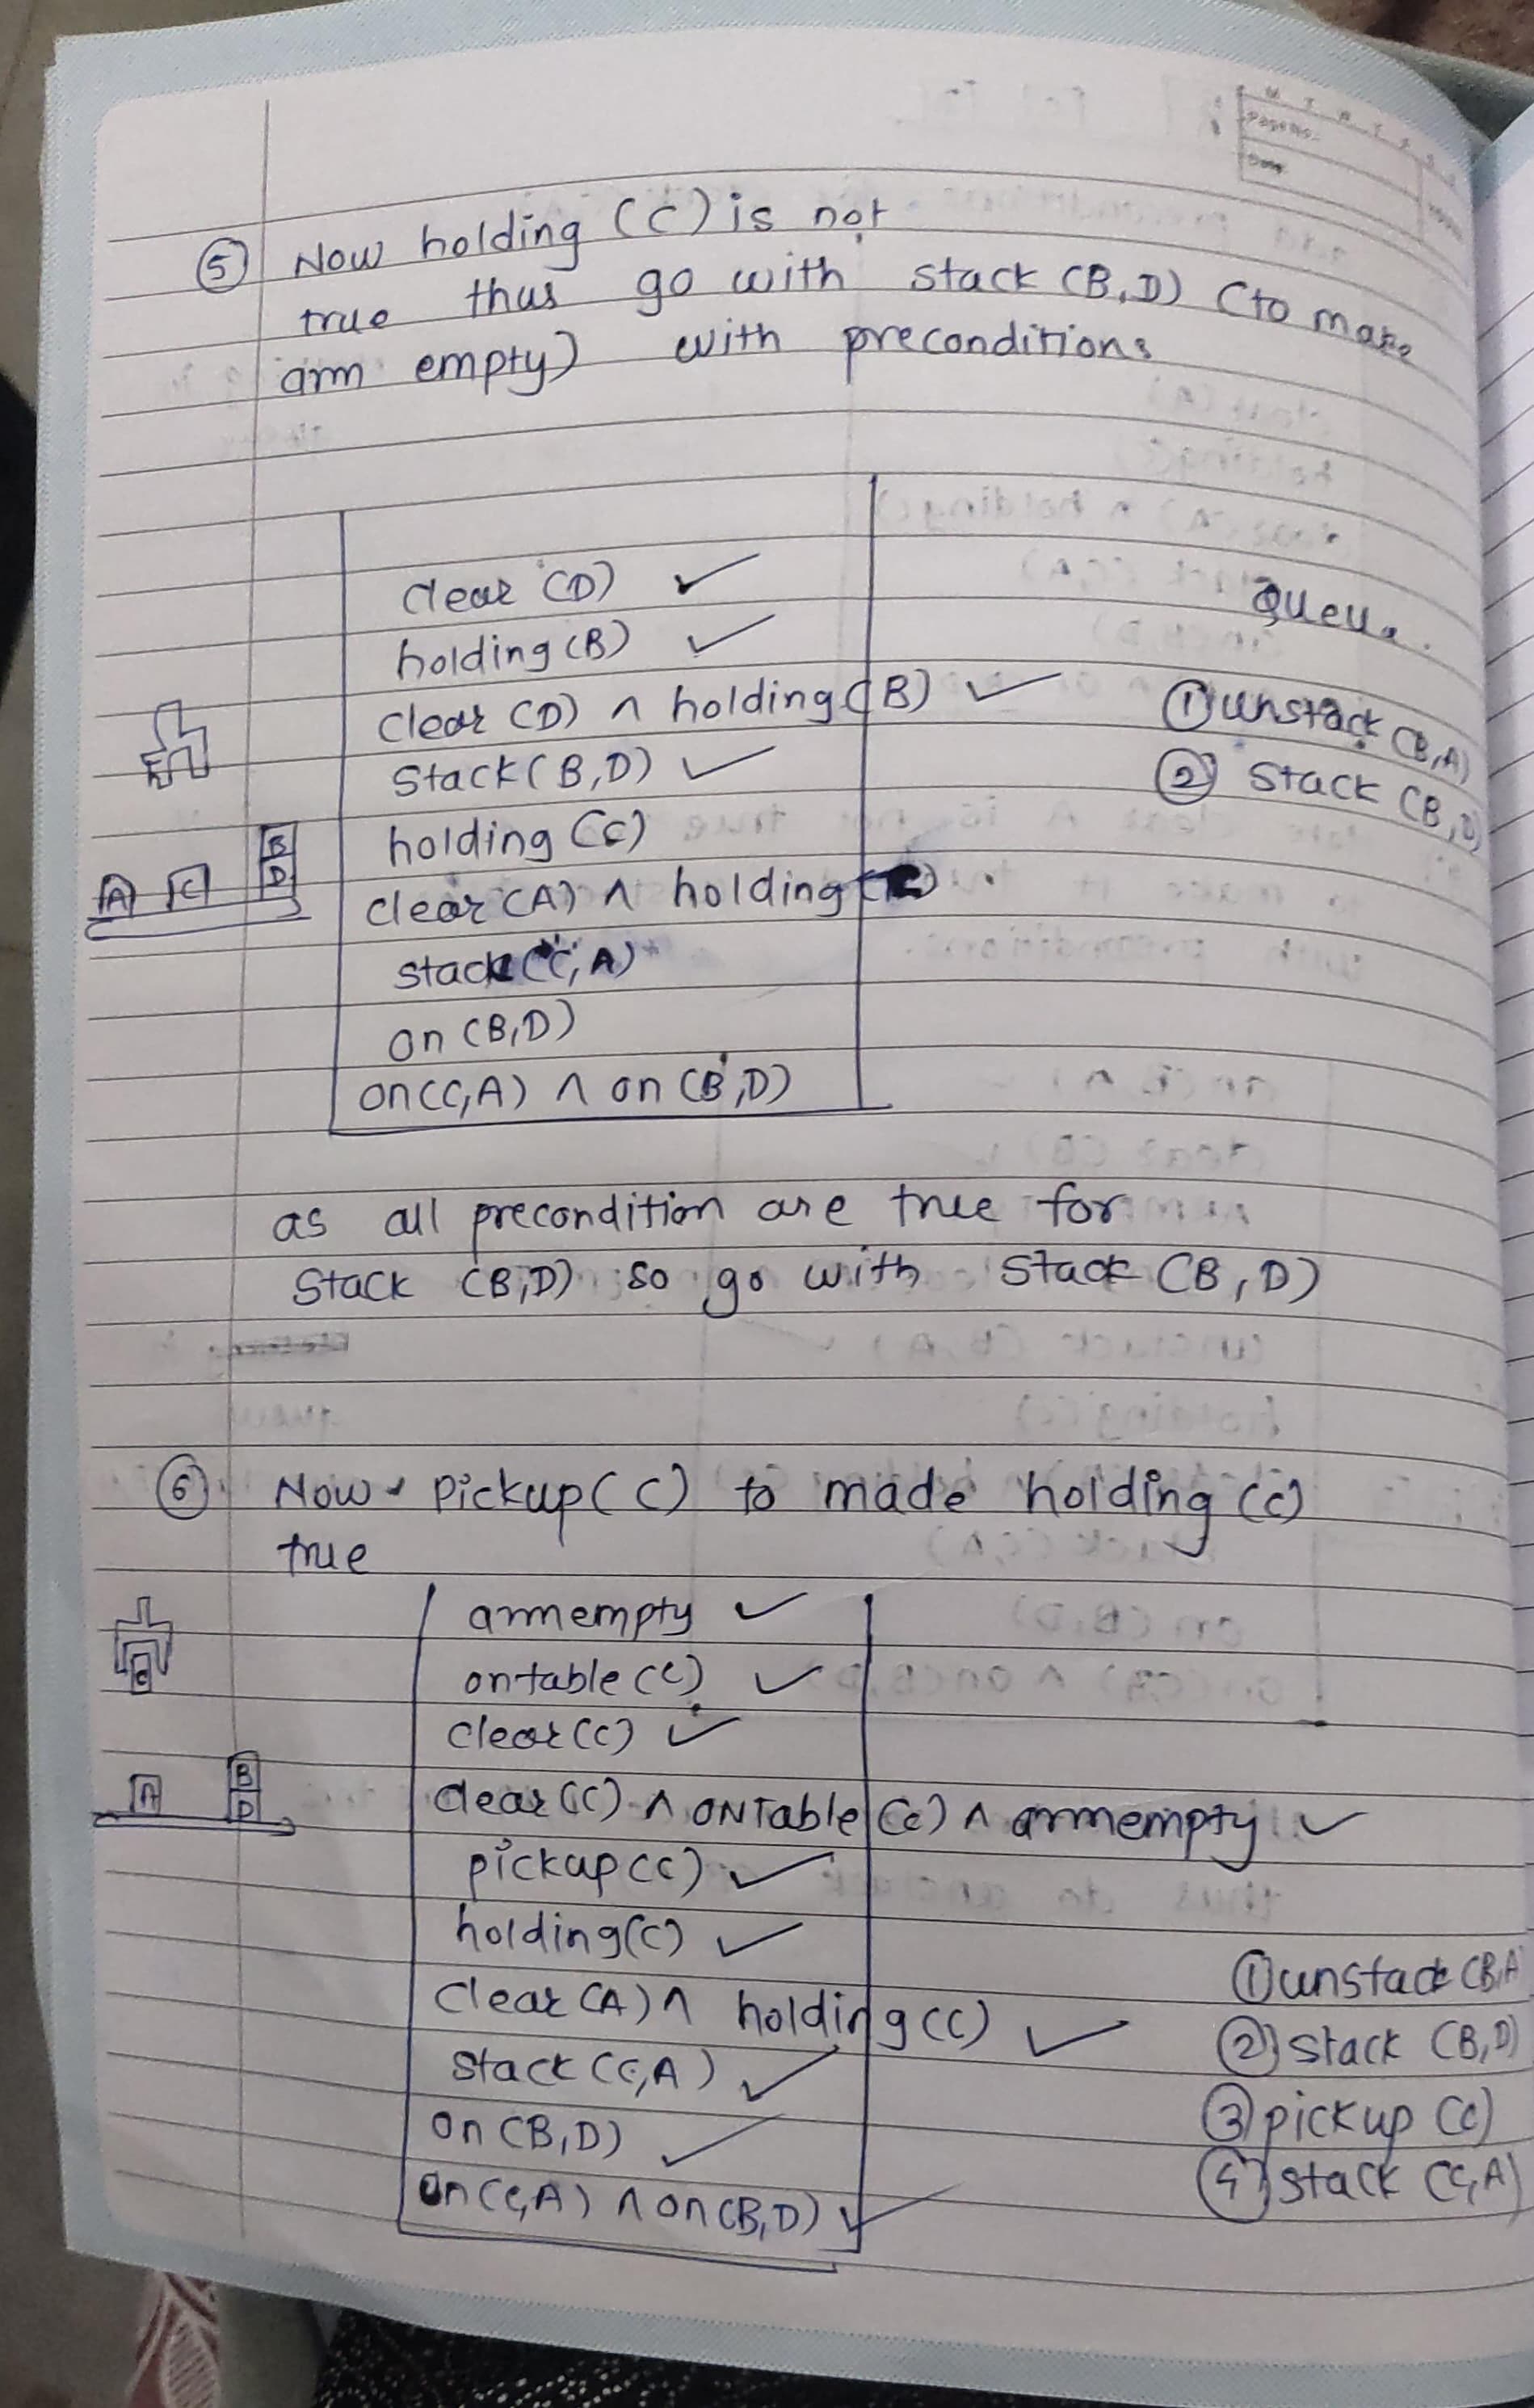 Page No.
Date
⑤ Now holding (C) is not
true thus go with stack (B,D) (to make
arm empty) with preconditions
clear (D) ✓
holding (B) ✓
clear (D) ∧ holding (B) ✓
Stack (B,D) ✓
holding (C)
clear (A) ∧ holding (C)
stack (C,A)
on (B,D)
on(C,A) ∧ on (B,D)
Queue.
① unstack (B,A)
② Stack (B,D)
B
A C D
as all precondition are true for
Stack (B,D) so go with Stack (B,D)
⑥ Now Pickup (C) to made holding (C)
true
armempty ✓
ontable (C) ✓
clear (C) ✓
clear (C) ∧ ONTable (C) ∧ armempty ✓
pickup (C) ✓
holding (C) ✓
clear (A) ∧ holding (C) ✓
Stack (C,A) ✓
on (B,D) ✓
on (C,A) ∧ on (B,D) ✓
C
B
A D
① unstack (B,A
② stack (B,D)
③ pickup (C)
④ stack (C,A)